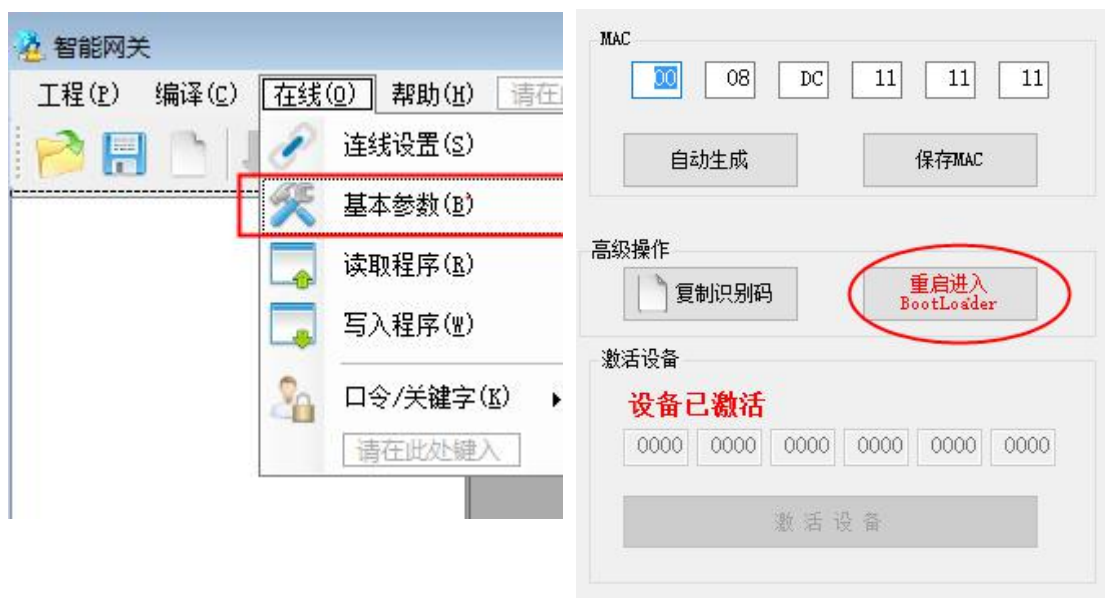 智能网关
工程(P) 编译(C) 在线(O) 帮助(H) 请在
连线设置(S)
基本参数(B)
读取程序(R)
写入程序(W)
口令/关键字(K)
请在此处键入
MAC
00 08 DC 11 11 11
自动生成 保存MAC
高级操作
复制识别码 重启进入
BootLoader
激活设备
设备已激活
0000 0000 0000 0000 0000 0000
激活设备